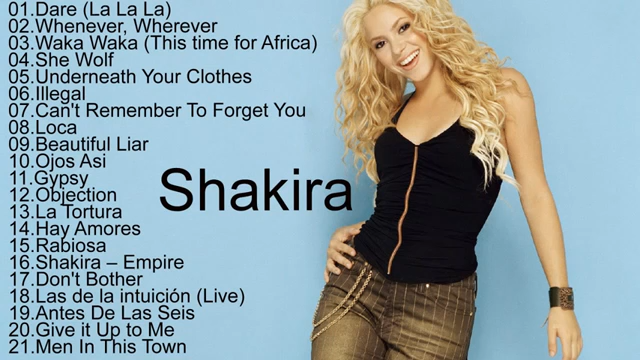 01.Dare (La La La)
02.Whenever, Wherever
03.Waka Waka (This time for Africa)
04.She Wolf
05.Underneath Your Clothes
06.Illegal
07.Can't Remember To Forget You
08.Loca
09.Beautiful Liar
10.Ojos Asi
11.Gypsy
12.Objection
13.La Tortura
14.Hay Amores
15.Rabiosa
16.Shakira – Empire
17.Don't Bother
18.Las de la intuición (Live)
19.Antes De Las Seis
20.Give it Up to Me
21.Men In This Town
Shakira